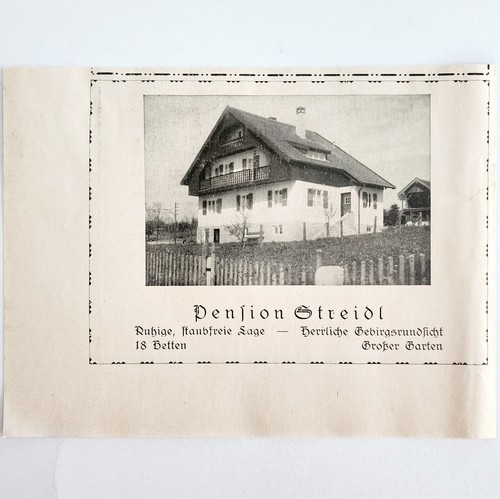 Pension Streidl
Ruhige, staubfreie Lage — Herrliche Gebirgsrundsicht
18 Betten Großer Garten